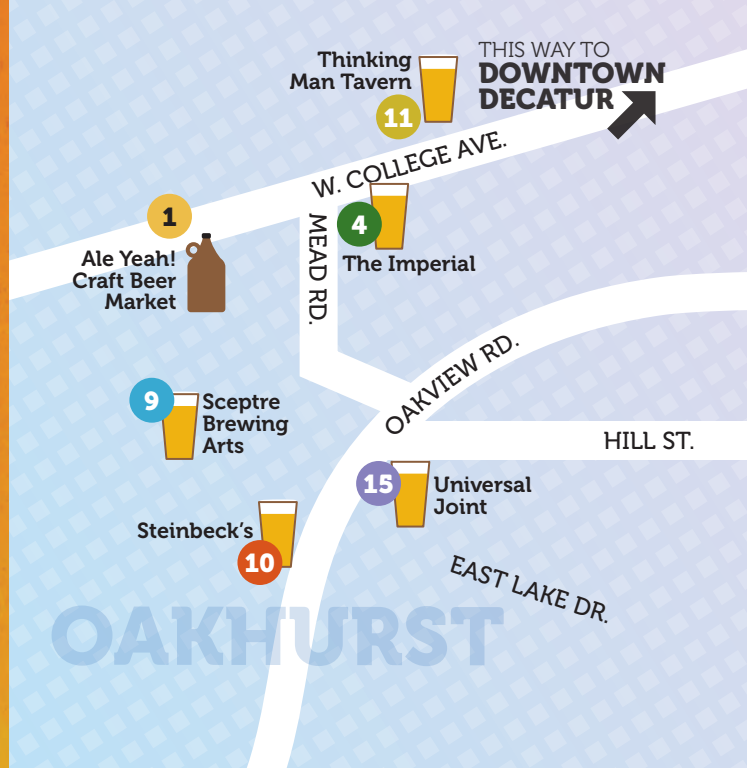 THIS WAY TO
DOWNTOWN
DECATUR
Thinking
Man Tavern
11
W. COLLEGE AVE.
1
Ale Yeah!
Craft Beer
Market
MEAD RD.
4
The Imperial
OAKVIEW RD.
9
Sceptre
Brewing
Arts
HILL ST.
15
Universal
Joint
Steinbeck's
10
EAST LAKE DR.
OAKHURST